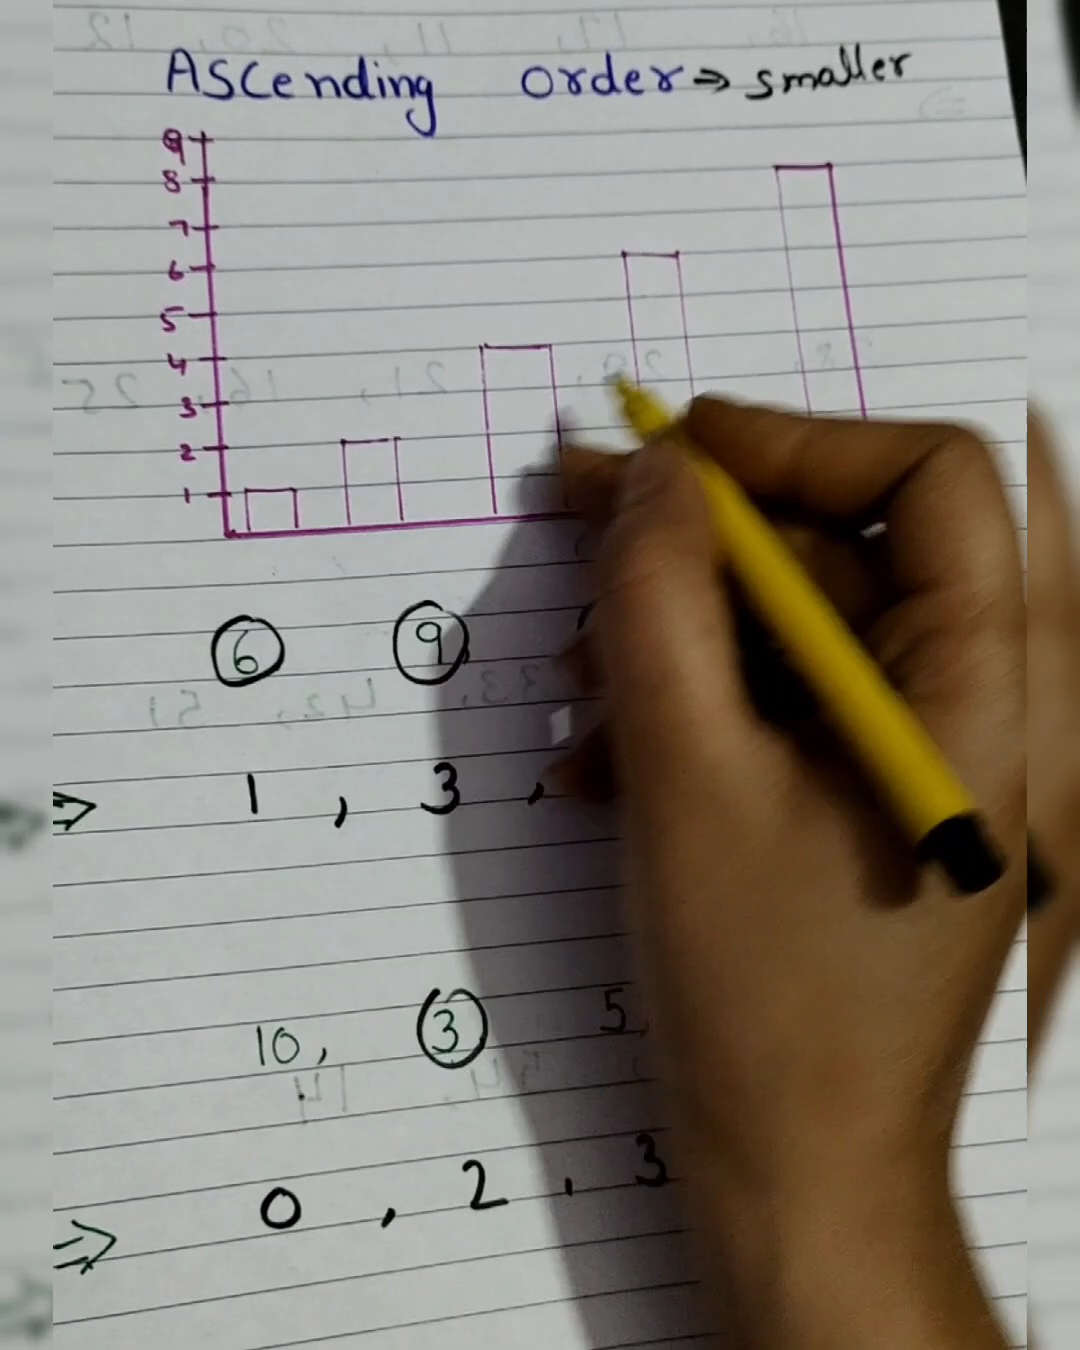 Ascending order ⇒ smaller
9
8
7
6
5
4
3
2
1
6 9
⇒ 1 , 3 ,
10, 3 5,
⇒ 0 , 2 , 3